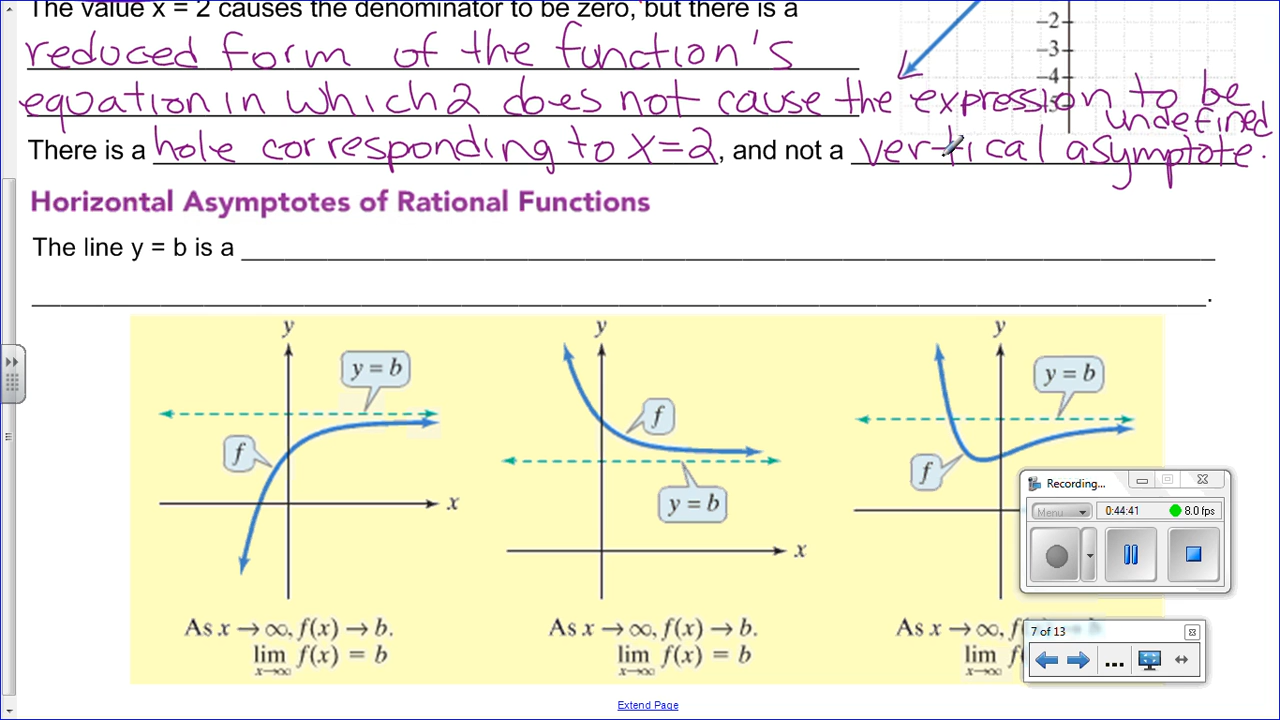 The value x = 2 causes the denominator to be zero, but there is a
reduced form of the function's
equation in which 2 does not cause the expression to be
undefined
There is a hole corresponding to x=2, and not a vertical asymptote.
-2
-3
-4
Horizontal Asymptotes of Rational Functions
The line y = b is a
.
y
y = b
f
x
As x → ∞, f(x) → b.
lim f(x) = b
x→∞
y
f
y = b
x
As x → ∞, f(x) → b.
lim f(x) = b
x→∞
y
y = b
f
As x → ∞, f
lim f
x→∞
Recording...
Menu
0:44:41
8.0 fps
7 of 13
...
Extend Page